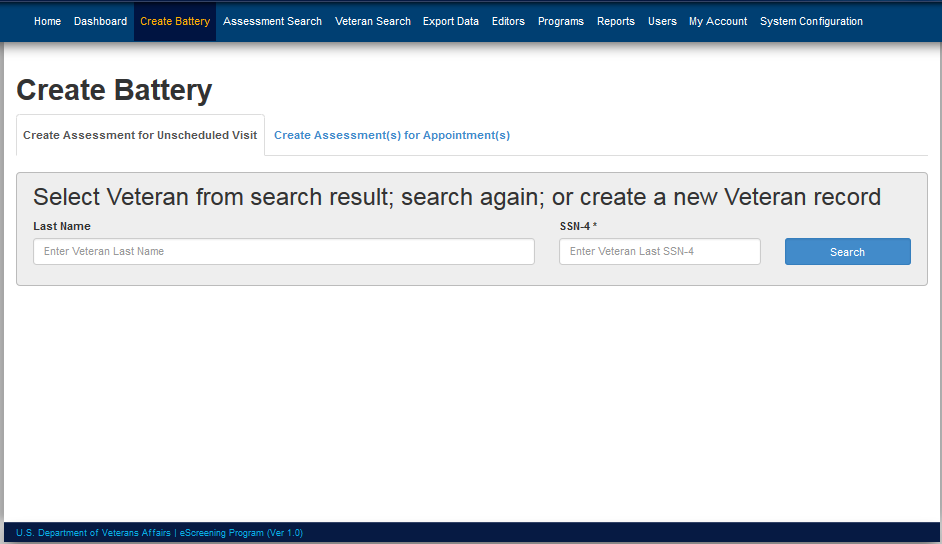 Home Dashboard Create Battery Assessment Search Veteran Search Export Data Editors Programs Reports Users My Account System Configuration
Create Battery
Create Assessment for Unscheduled Visit Create Assessment(s) for Appointment(s)
Select Veteran from search result; search again; or create a new Veteran record
Last Name SSN-4 *
Enter Veteran Last Name Enter Veteran Last SSN-4 Search
U.S. Department of Veterans Affairs | eScreening Program (Ver 1.0)